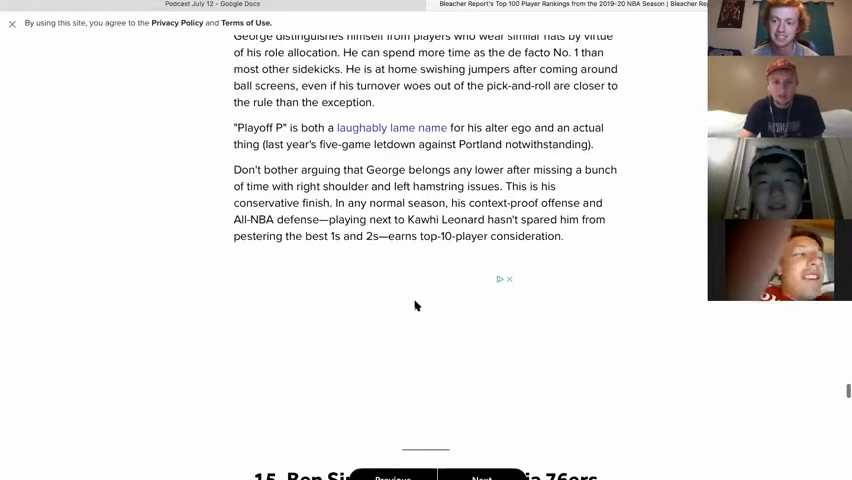 Podcast July 12 - Google Docs
Bleacher Report's Top 100 Player Rankings from the 2019-20 NBA Season | Bleacher Rep
By using this site, you agree to the Privacy Policy and Terms of Use.
George distinguishes himself from players who wear similar hats by virtue
of his role allocation. He can spend more time as the de facto No. 1 than
most other sidekicks. He is at home swishing jumpers after coming around
ball screens, even if his turnover woes out of the pick-and-roll are closer to
the rule than the exception.
"Playoff P" is both a laughably lame name for his alter ego and an actual
thing (last year's five-game letdown against Portland notwithstanding).
Don't bother arguing that George belongs any lower after missing a bunch
of time with right shoulder and left hamstring issues. This is his
conservative finish. In any normal season, his context-proof offense and
All-NBA defense—playing next to Kawhi Leonard hasn't spared him from
pestering the best 1s and 2s—earns top-10-player consideration.
15. Ben Si 76ers
Previous Next